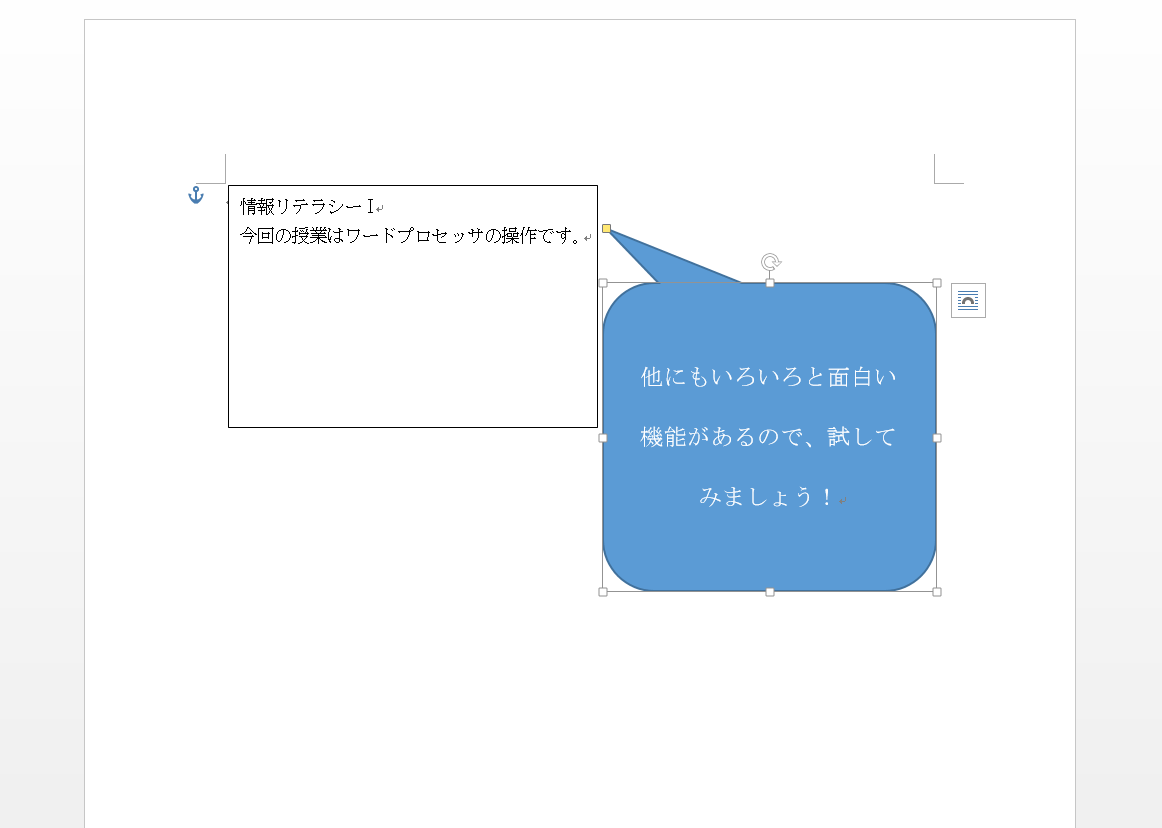 情報リテラシーⅠ
今回の授業はワードプロセッサの操作です。
他にもいろいろと面白い
機能があるので、試して
みましょう！